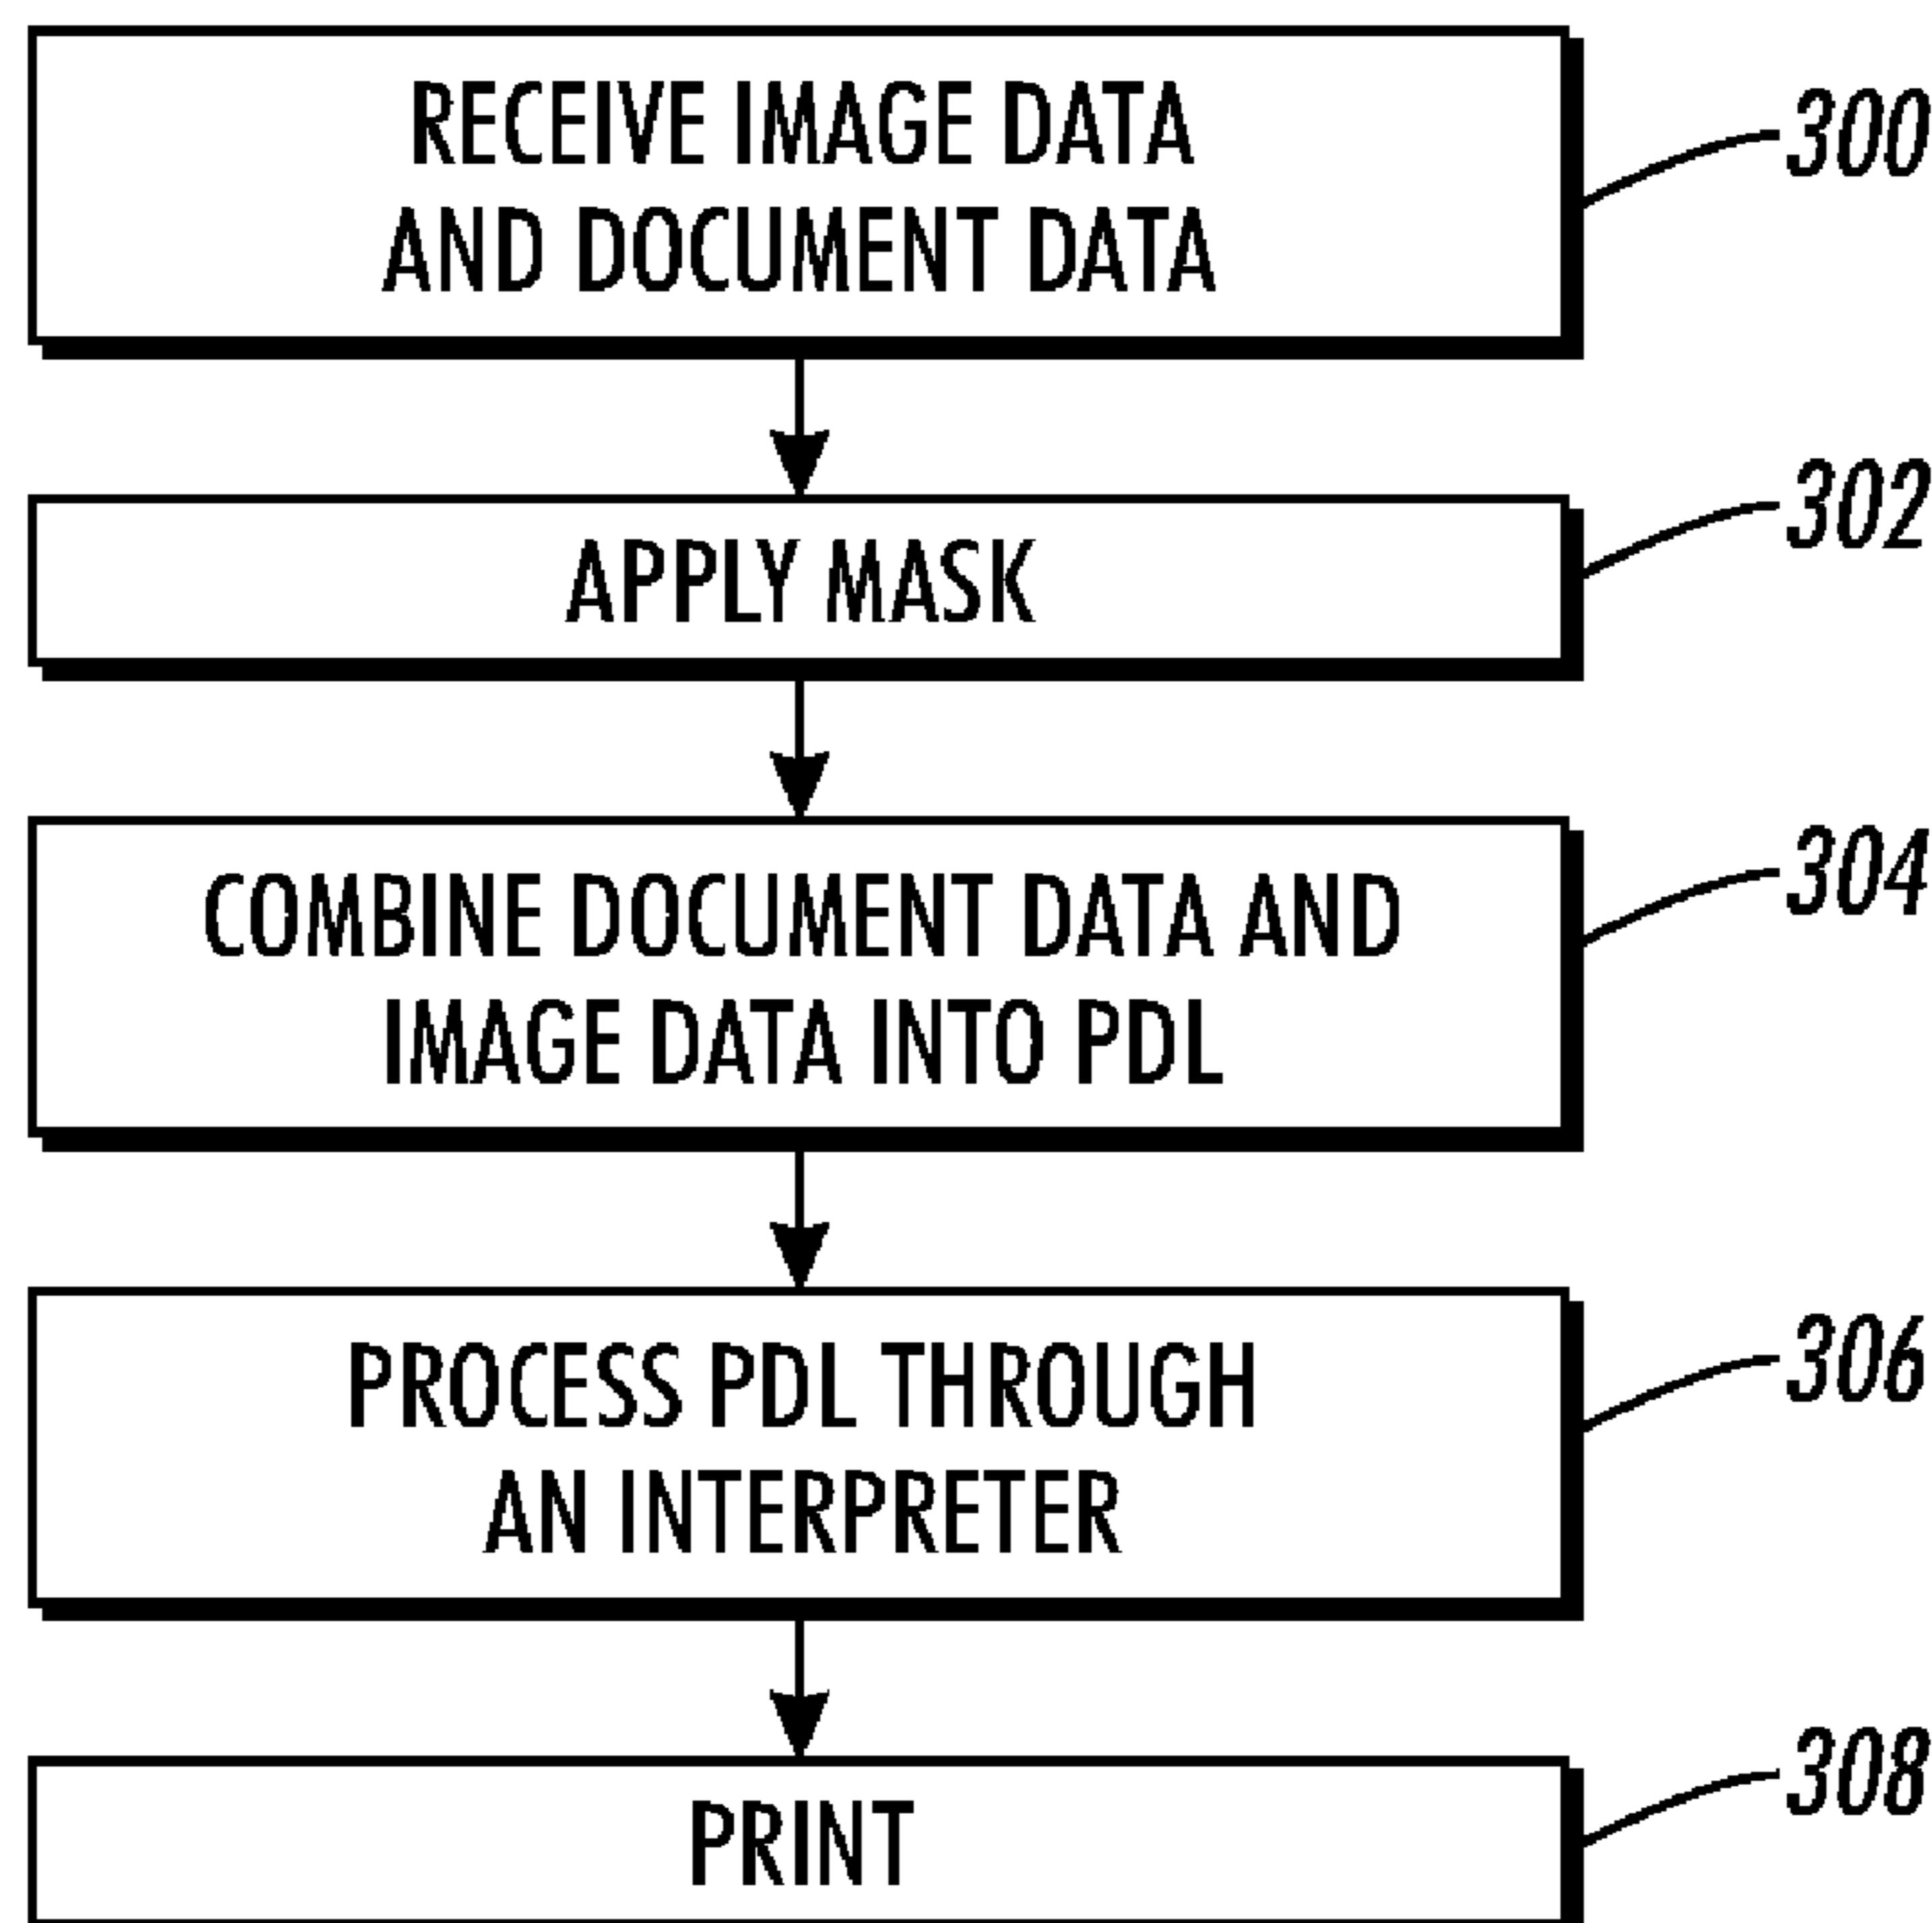 RECEIVE IMAGE DATA
AND DOCUMENT DATA
300
APPLY MASK
302
COMBINE DOCUMENT DATA AND
IMAGE DATA INTO PDL
304
PROCESS PDL THROUGH
AN INTERPRETER
306
PRINT
308